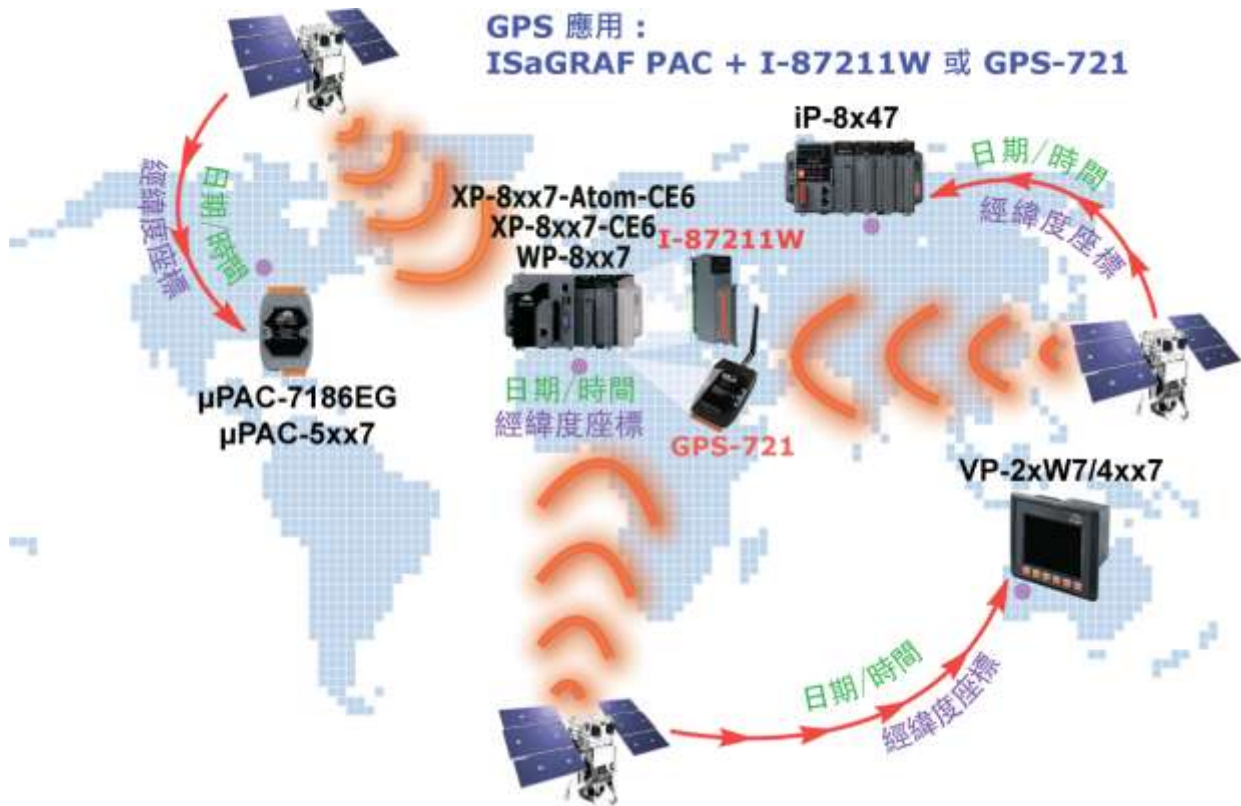 GPS 應用：
ISaGRAF PAC + I-87211W 或 GPS-721
iP-8x47
日期/時間
經緯度座標
日期/時間
經緯度座標
XP-8xx7-Atom-CE6
XP-8xx7-CE6
WP-8xx7
I-87211W
日期/時間
經緯度座標
GPS-721
µPAC-7186EG
µPAC-5xx7
VP-2xW7/4xx7
日期/時間
經緯度座標